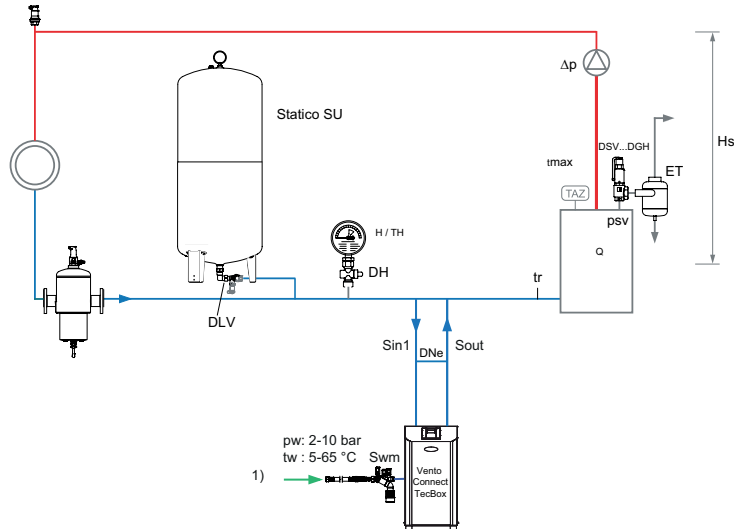 Δp
Statico SU
Hs
DSV...DGH
tmax
ET
TAZ
psv
H / TH
Q
DH
tr
DLV
Sin1
Sout
DNe
pw: 2-10 bar
tw : 5-65 °C
Swm
1)
Vento
Connect
TecBox